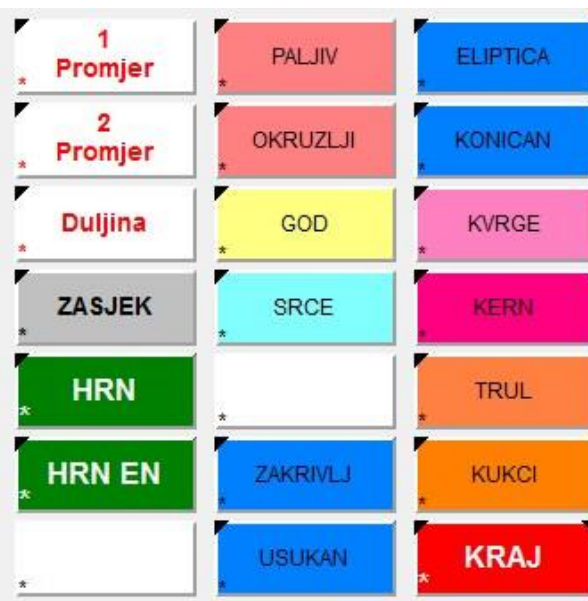 1
Promjer
*
PALJIV
*
ELIPTICA
*
2
Promjer
*
OKRUZLJI
*
KONICAN
*
Duljina
*
GOD
*
KVRGE
*
ZASJEK
*
SRCE
*
KERN
*
HRN
*
*
TRUL
*
HRN EN
*
ZAKRIVLJ
*
KUKCI
*
*
USUKAN
*
KRAJ
*